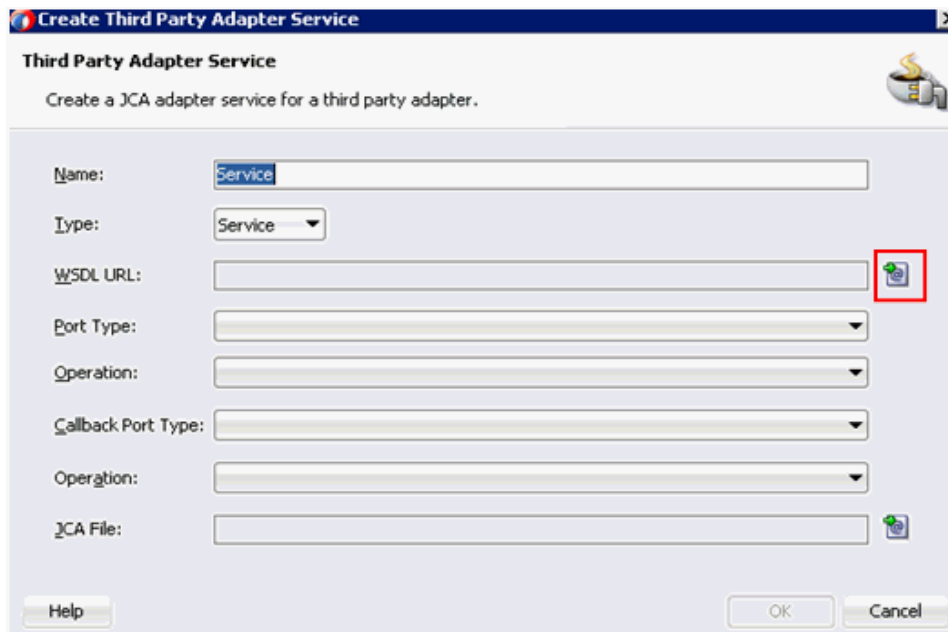 Create Third Party Adapter Service
Third Party Adapter Service
Create a JCA adapter service for a third party adapter.
Name: Service
Type: Service
WSDL URL:
Port Type:
Operation:
Callback Port Type:
Operation:
JCA File:
Help OK Cancel